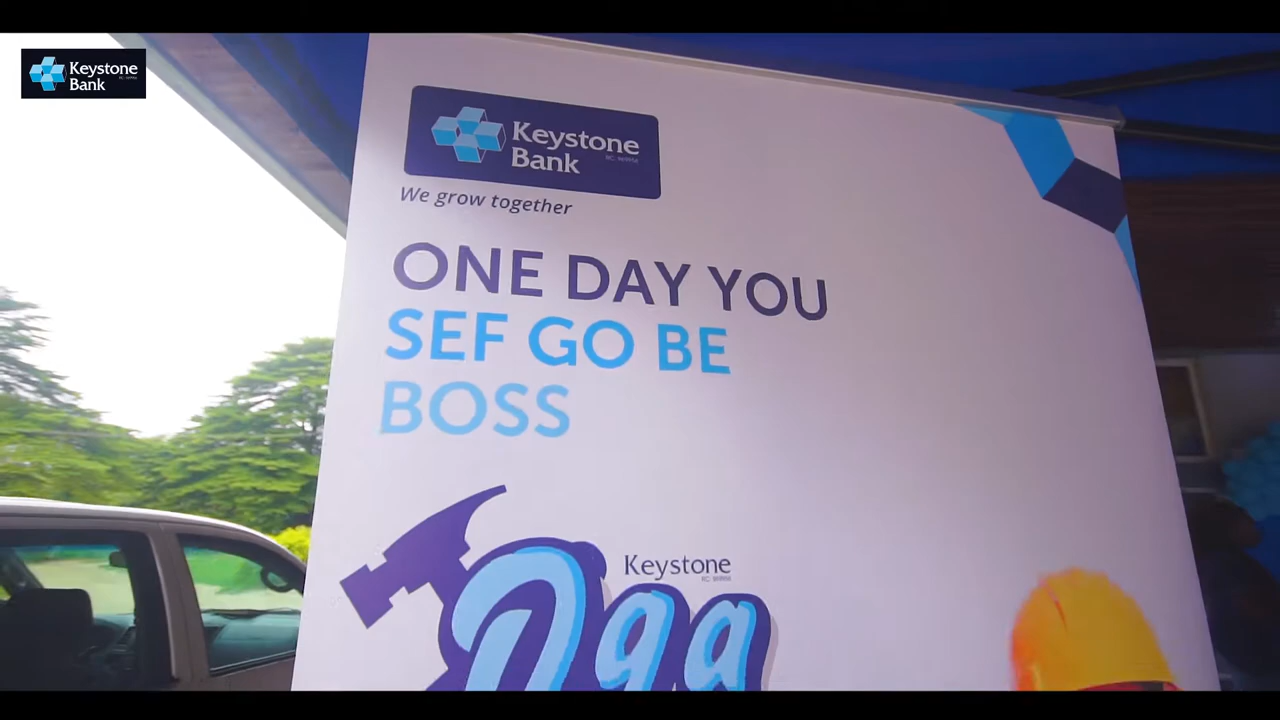 Keystone
Bank
Keystone
Bank
We grow together
ONE DAY YOU
SEF GO BE
BOSS
Keystone